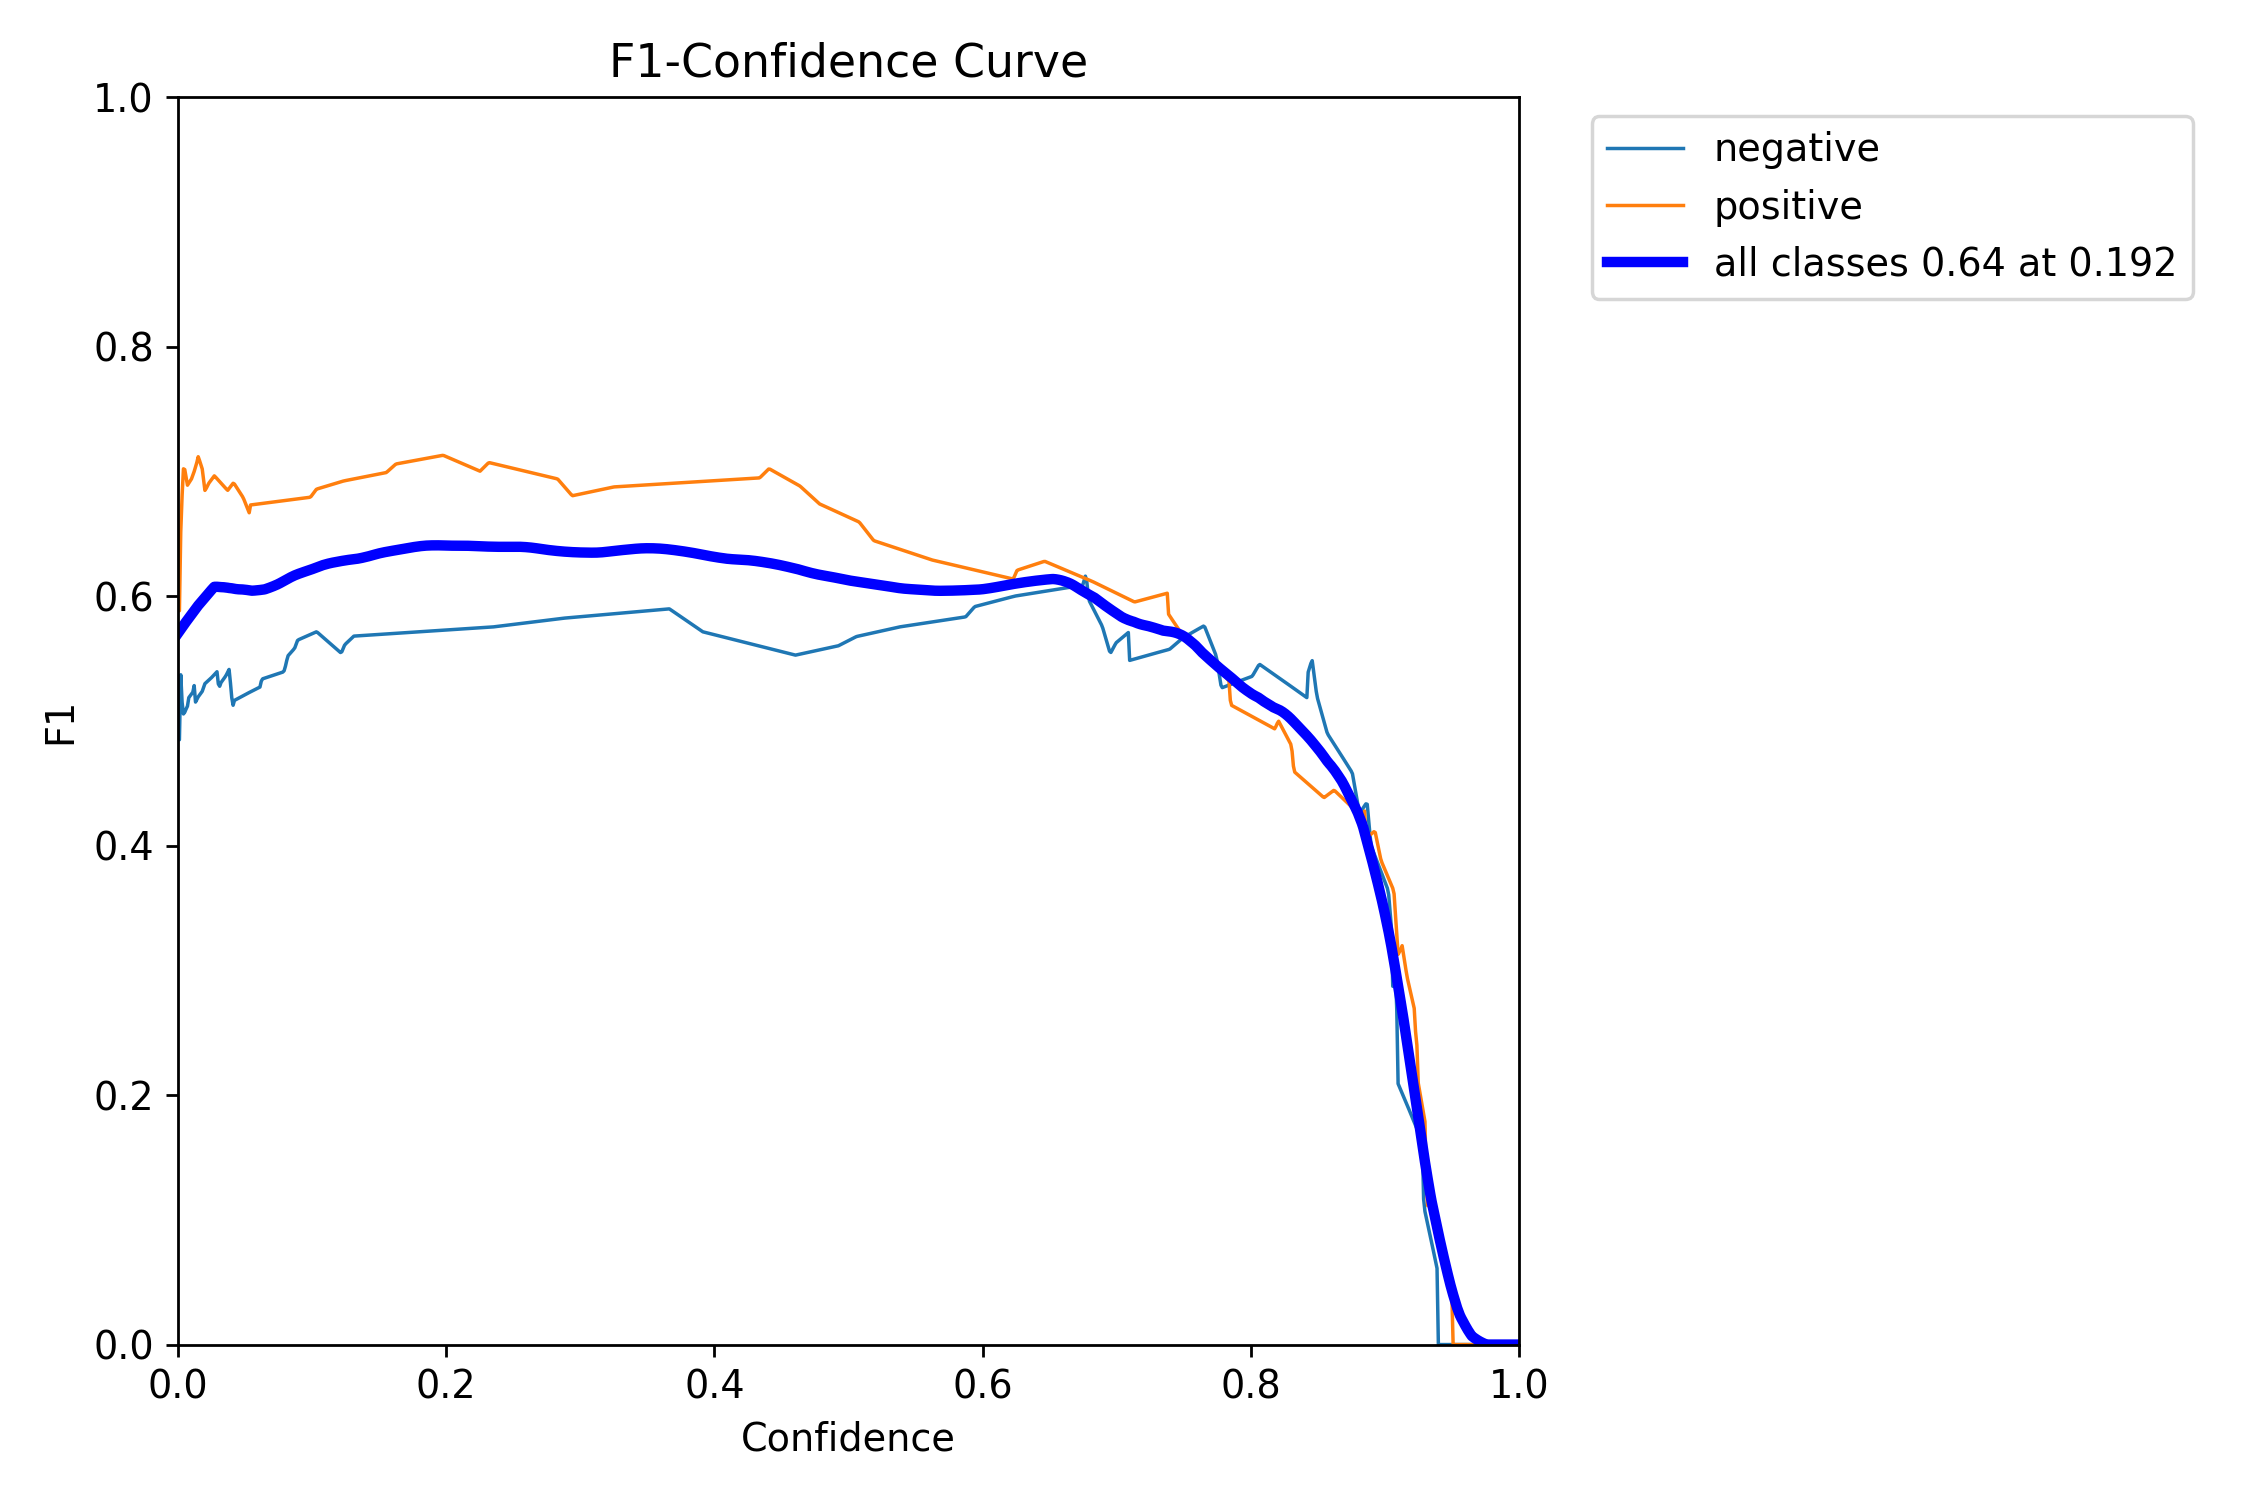 F1-Confidence Curve
1.0
0.8
0.6
0.4
0.2
0.0
F1
0.0 0.2 0.4 0.6 0.8 1.0
Confidence
negative
positive
all classes 0.64 at 0.192